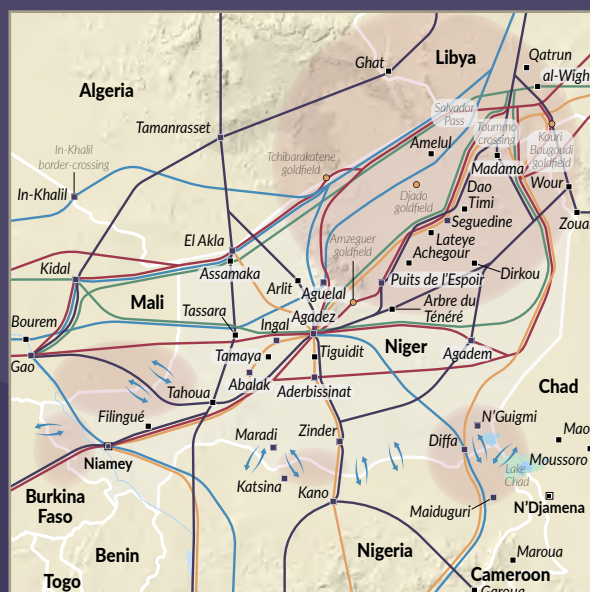 Ghat
Libya
Qatrun
al-Wigh
Algeria
Salvador
Pass
Toummo
crossing
Kouri
Bougoudi
goldfield
Tamanrasset
Amelul
In-Khalil
border-crossing
Tchibarakatene
goldfield
Madama
Wour
Djado
goldfield
Dao
Timi
In-Khalil
Seguedine
Zoua
El Akla
Amzeguer
goldfield
Lateye
Achegour
Kidal
Assamaka
Dirkou
Puits de l'Espoir
Arlit
Aguelal
Mali
Arbre du
Ténéré
Tassara
Agadez
Bourem
Ingal
Niger
Gao
Tamaya
Tiguidit
Agadem
Abalak
Aderbissinat
Tahoua
Chad
Filingué
N'Guigmi
Maradi
Zinder
Diffa
Mao
Niamey
Moussoro
Lake
Chad
Katsina
Kano
Burkina
Faso
Maiduguri
N'Djamena
Benin
Nigeria
Maroua
Togo
Cameroon
Garoua